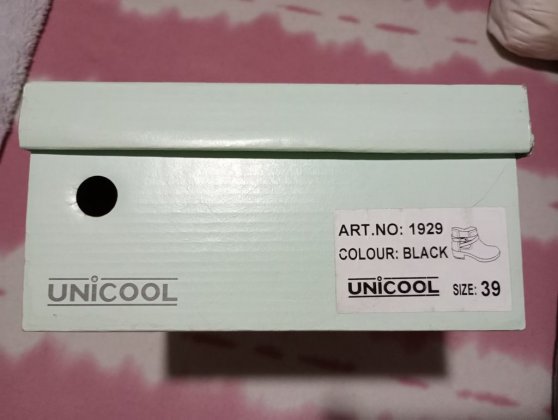 ART.NO: 1929
COLOUR: BLACK
UNiCOOL
UNiCOOL SIZE: 39